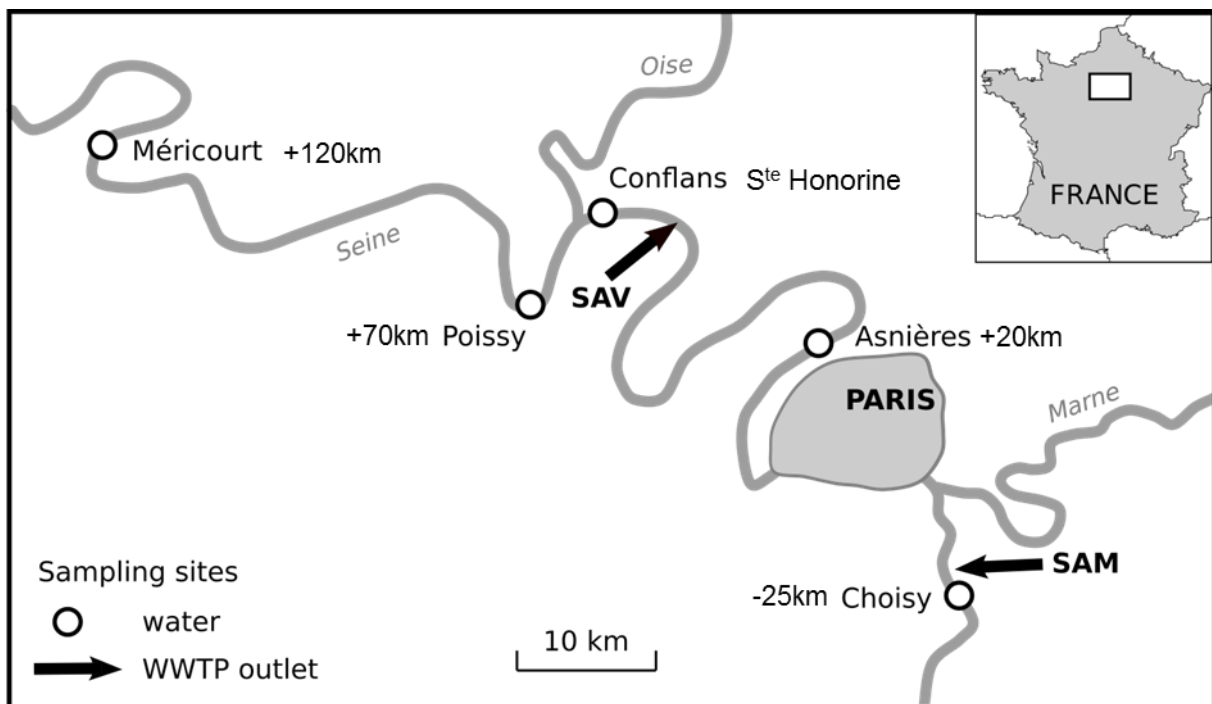 Oise
Méricourt +120km
Conflans Sᵗᵉ Honorine
FRANCE
Seine
SAV
+70km Poissy
Asnières +20km
PARIS
Marne
SAM
-25km Choisy
Sampling sites
water
WWTP outlet
10 km